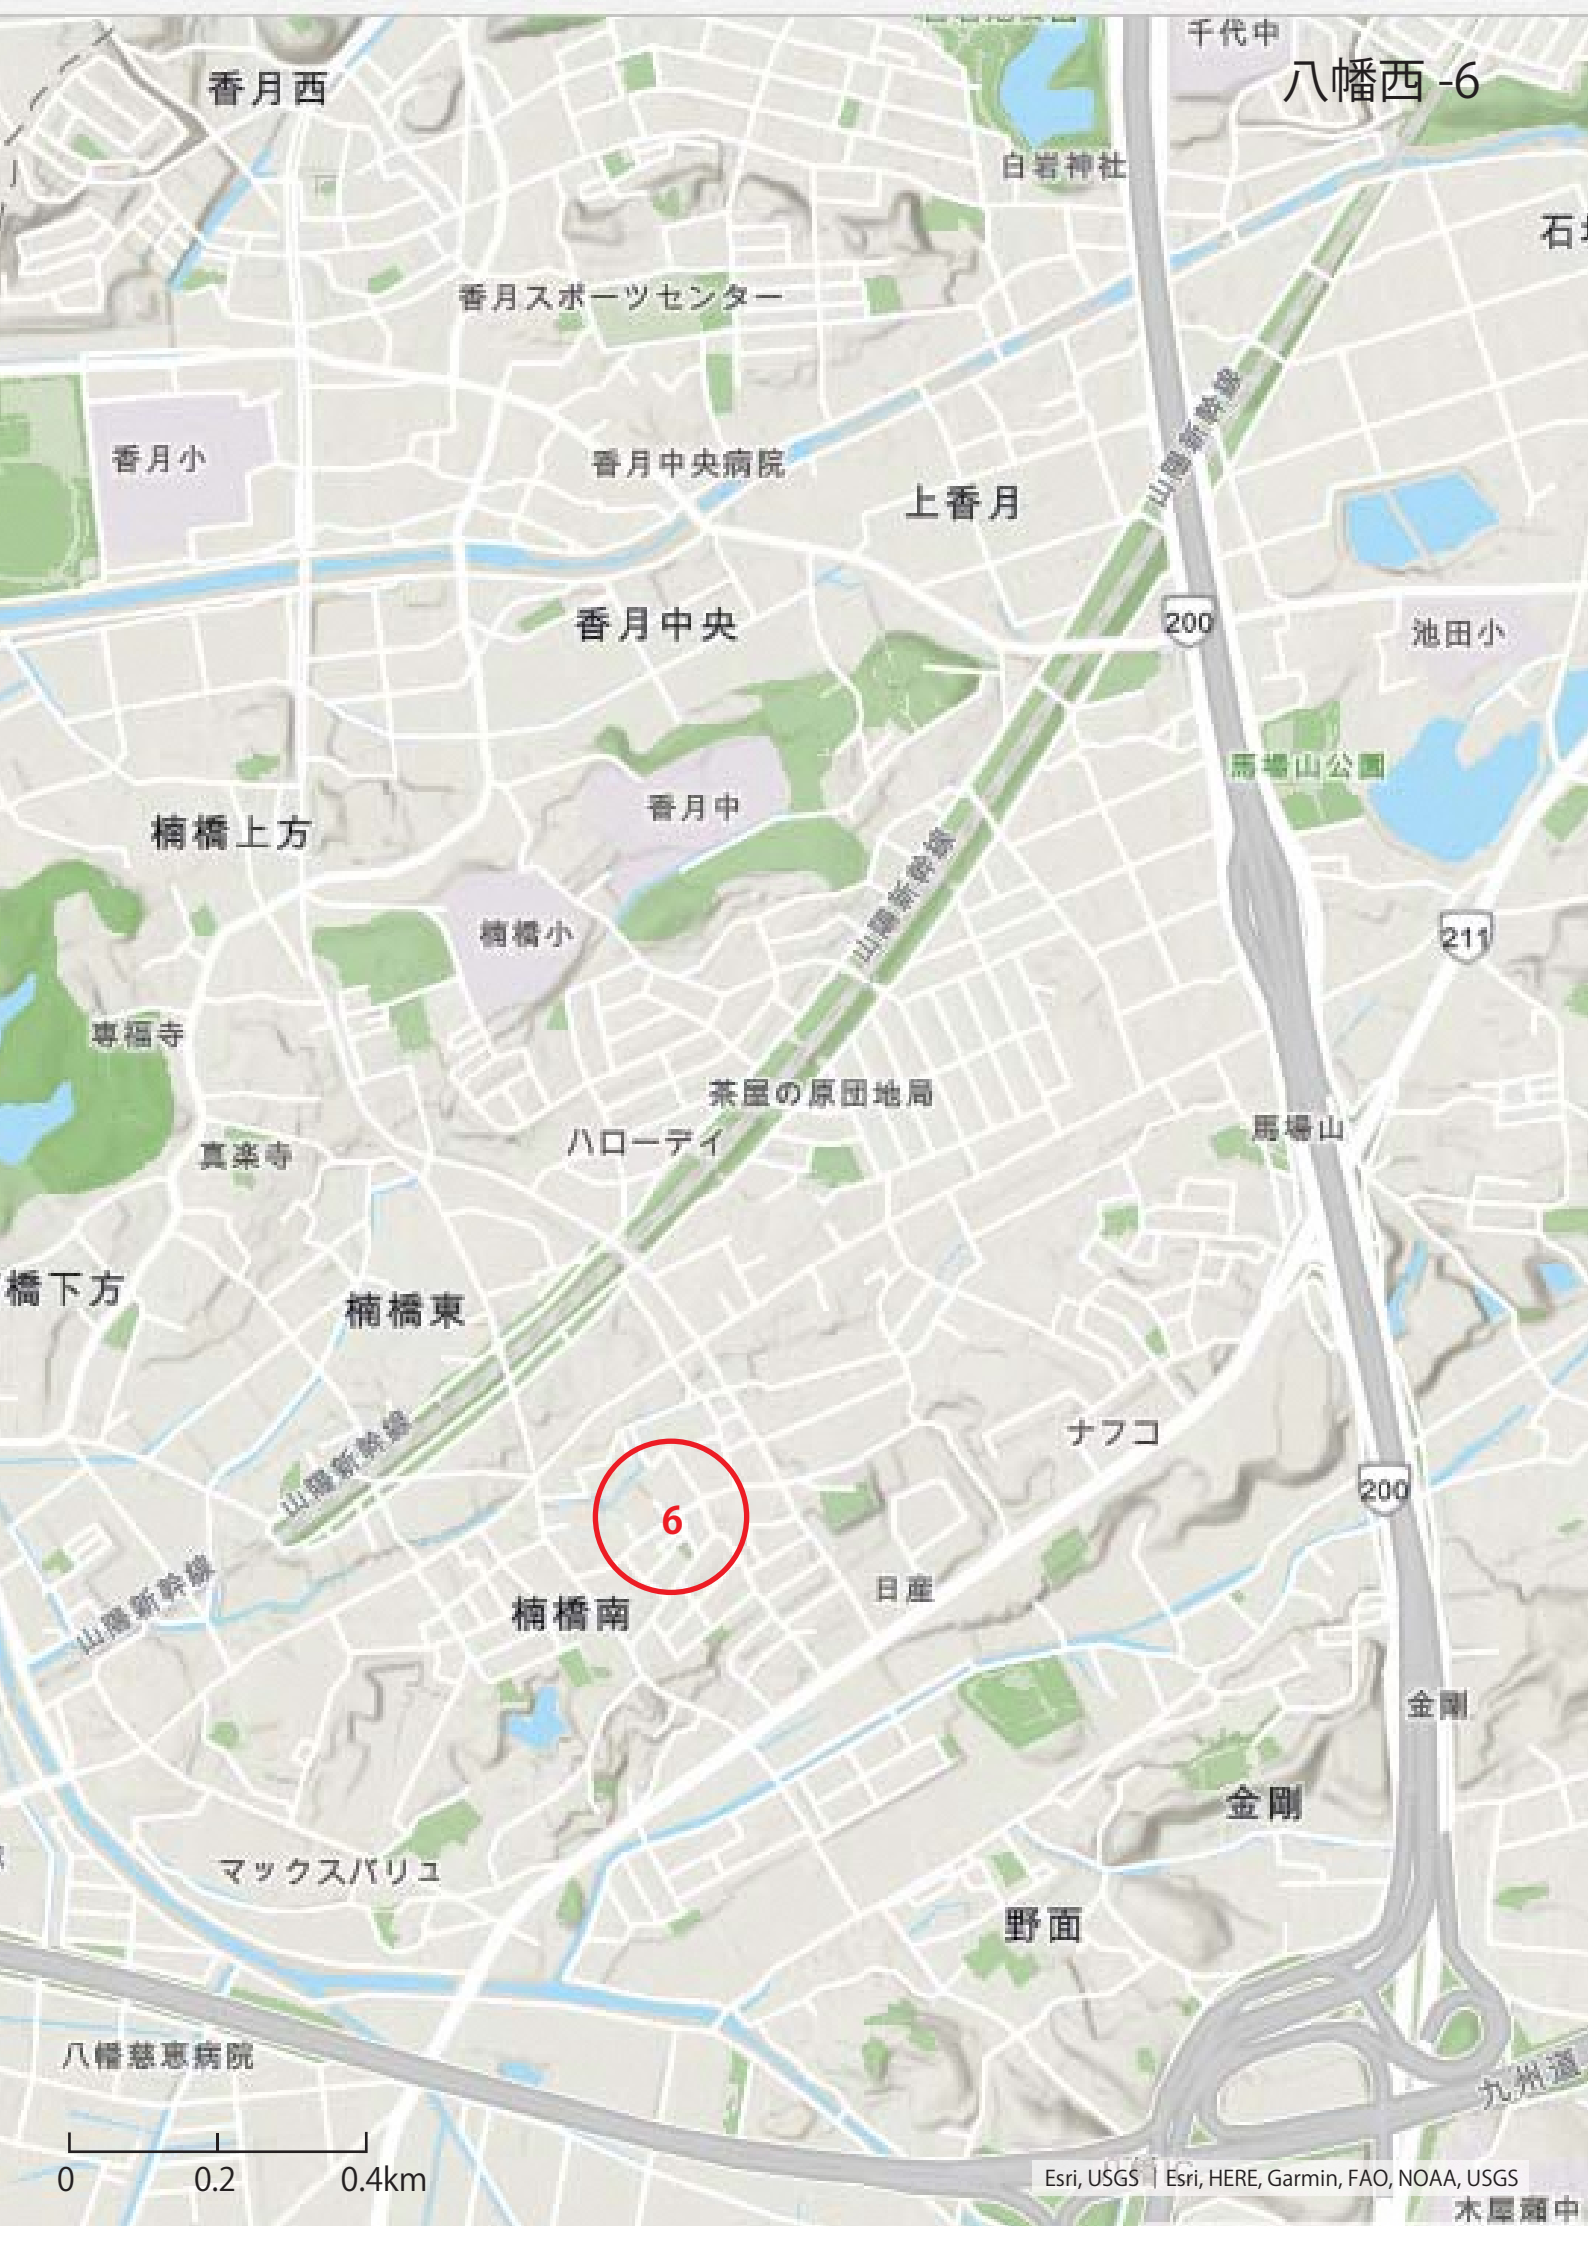 千代中
八幡西 -6
香月西
白岩神社
香月スポーツセンター
山陽新幹線
香月小
香月中央病院
上香月
200
香月中央
池田小
馬場山公園
香月中
楠橋上方
山陽新幹線
楠橋小
211
専福寺
茶屋の原団地局
馬場山
ハローデイ
真楽寺
橋下方
楠橋東
ナフコ
山陽新幹線
200
6
日産
山陽新幹線
楠橋南
金剛
金剛
マックスバリュ
野面
八幡慈恵病院
九州道
0 0.2 0.4km
Esri, USGS | Esri, HERE, Garmin, FAO, NOAA, USGS
木屋瀬中